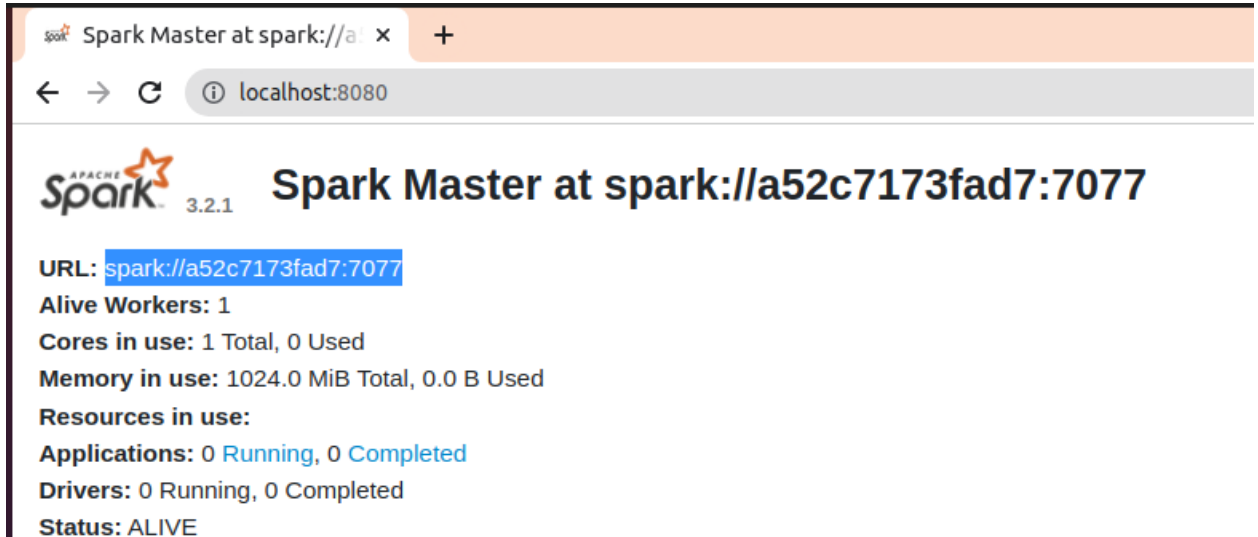 Spark Master at spark://a
localhost:8080
APACHE
Spark
3.2.1
Spark Master at spark://a52c7173fad7:7077
URL: spark://a52c7173fad7:7077
Alive Workers: 1
Cores in use: 1 Total, 0 Used
Memory in use: 1024.0 MiB Total, 0.0 B Used
Resources in use:
Applications: 0 Running, 0 Completed
Drivers: 0 Running, 0 Completed
Status: ALIVE